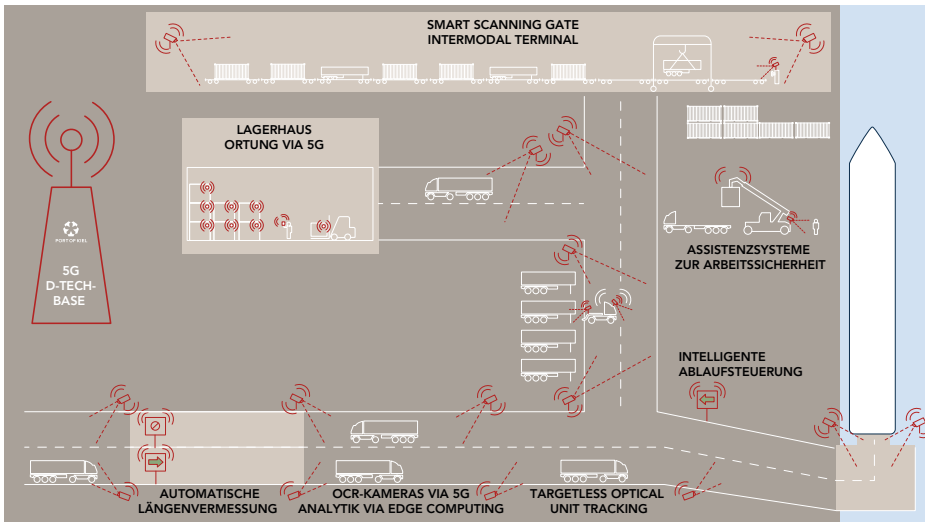 SMART SCANNING GATE
INTERMODAL TERMINAL
LAGERHAUS
ORTUNG VIA 5G
PORT OF KIEL
5G
D-TECH-
BASE
ASSISTENZSYSTEME
ZUR ARBEITSSICHERHEIT
INTELLIGENTE
ABLAUFSTEUERUNG
AUTOMATISCHE
LÄNGENVERMESSUNG
OCR-KAMERAS VIA 5G
ANALYTIK VIA EDGE COMPUTING
TARGETLESS OPTICAL
UNIT TRACKING